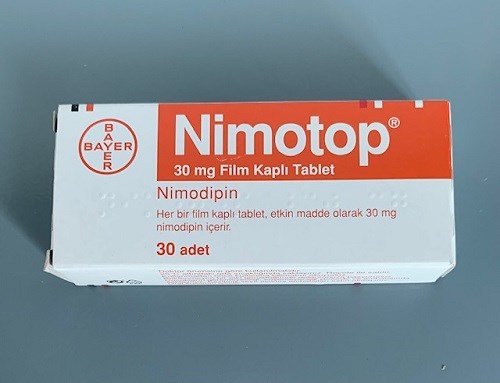 BAYER
BAYER
Nimotop®
30 mg Film Kaplı Tablet
Nimodipin
Her bir film kaplı tablet, etkin madde olarak 30 mg
nimodipin içerir.
30 adet